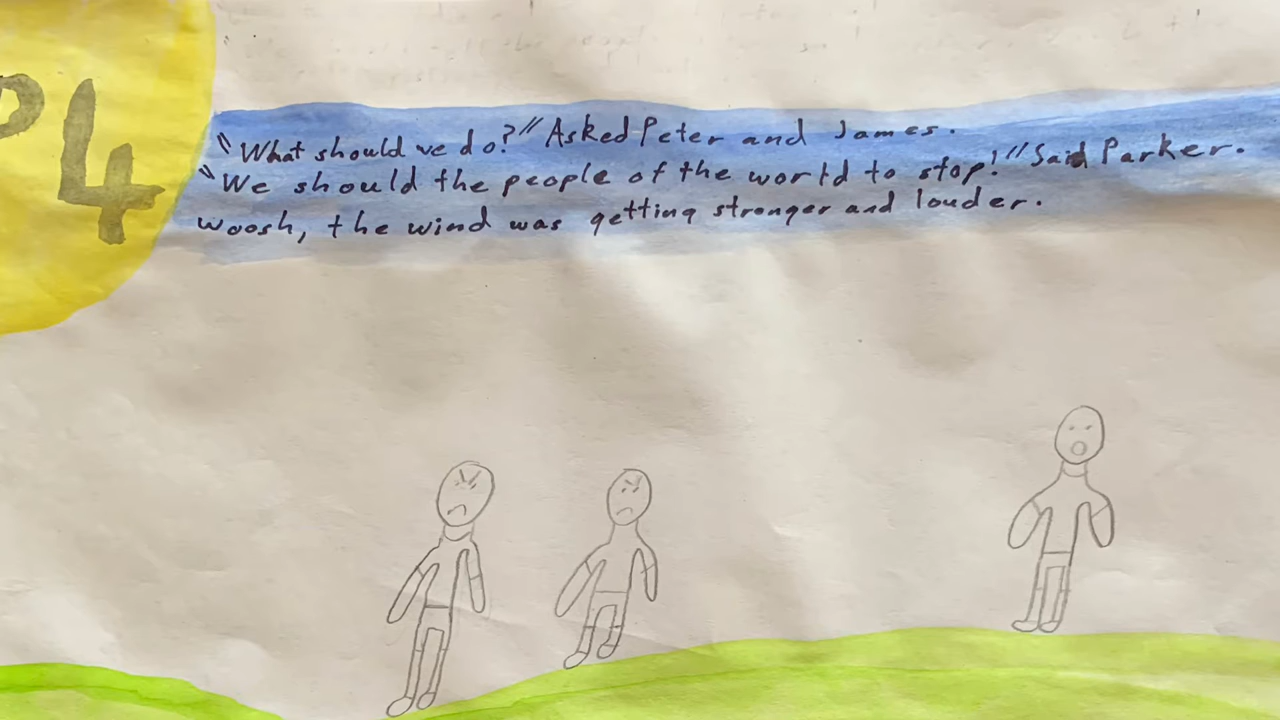 P4
"What should we do?" Asked Peter and James.
"We should the people of the world to stop!" Said Parker.
woosh, the wind was getting stronger and louder.